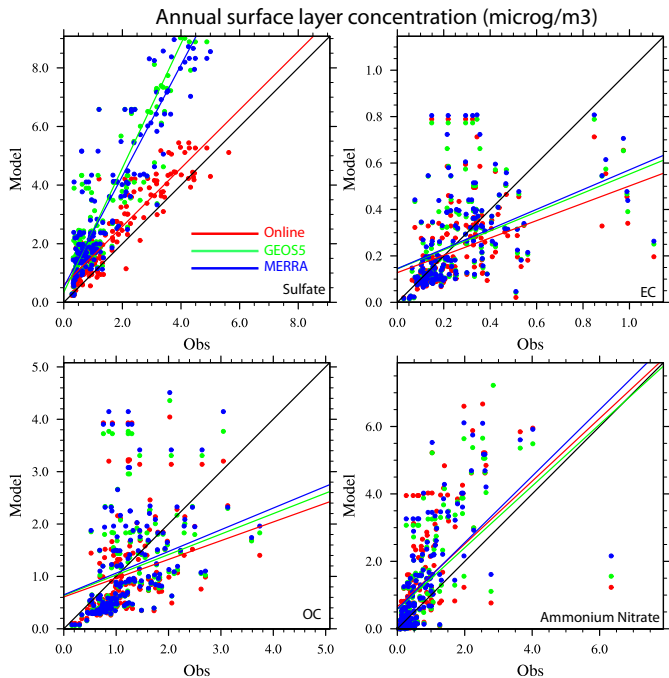 Annual surface layer concentration (microg/m3)
8.0
6.0
4.0
2.0
0.0
Model
0.0 2.0 4.0 6.0 8.0
Obs
Online
GEOS5
MERRA
Sulfate
1.0
0.8
0.6
0.4
0.2
0.0
Model
0.0 0.2 0.4 0.6 0.8 1.0
Obs
EC
5.0
4.0
3.0
2.0
1.0
0.0
Model
0.0 1.0 2.0 3.0 4.0 5.0
Obs
OC
6.0
4.0
2.0
0.0
Model
0.0 2.0 4.0 6.0
Obs
Ammonium Nitrate